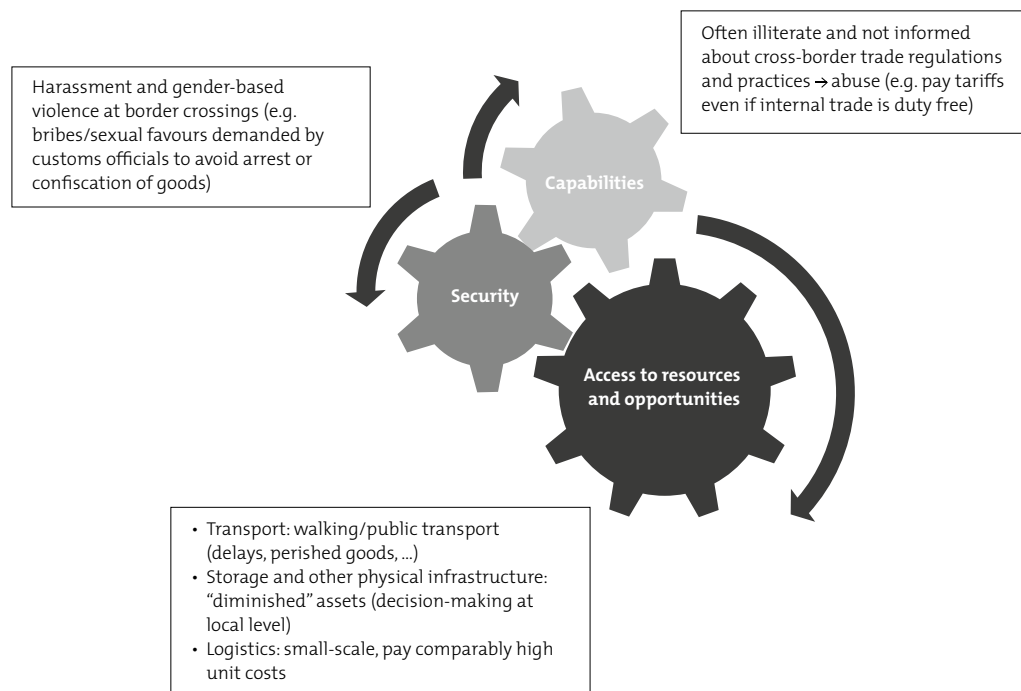 Often illiterate and not informed
about cross-border trade regulations
and practices → abuse (e.g. pay tariffs
even if internal trade is duty free)
Harassment and gender-based
violence at border crossings (e.g.
bribes/sexual favours demanded by
customs officials to avoid arrest or
confiscation of goods)
Capabilities
Security
Access to resources
and opportunities
• Transport: walking/public transport
(delays, perished goods, ...)
• Storage and other physical infrastructure:
“diminished” assets (decision-making at
local level)
• Logistics: small-scale, pay comparably high
unit costs